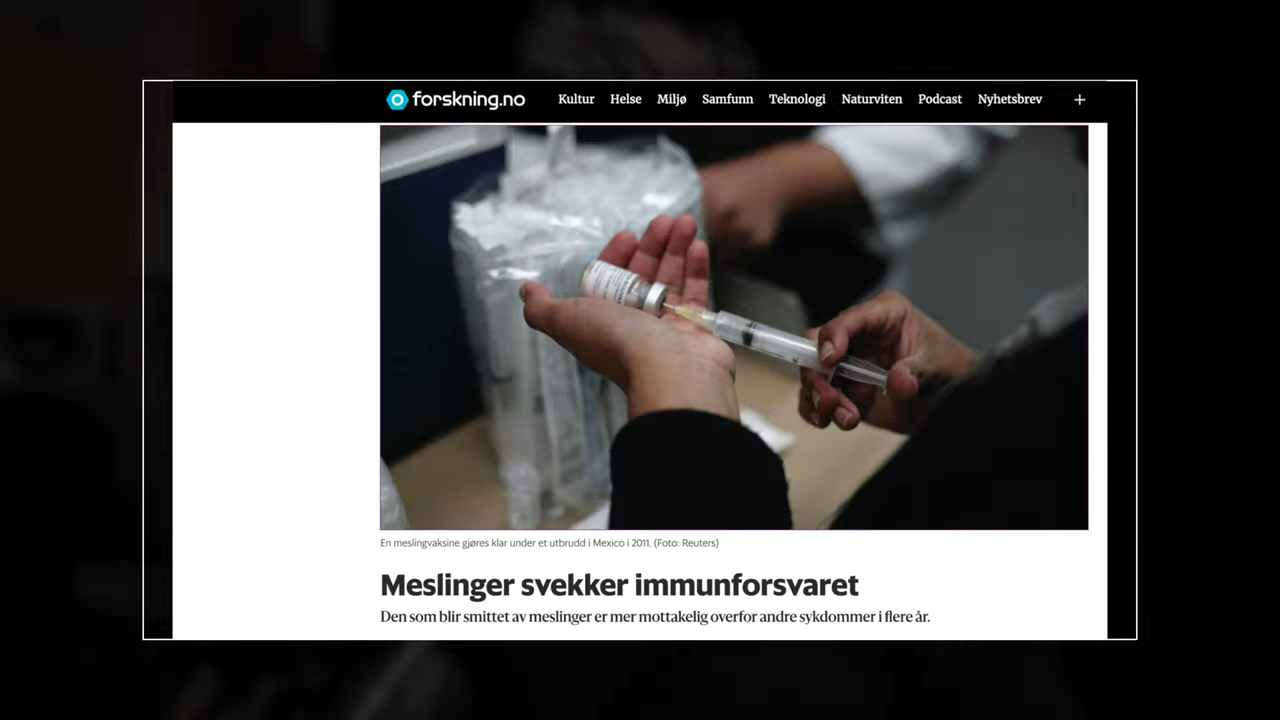 forskning.no Kultur Helse Miljø Samfunn Teknologi Naturviten Podcast Nyhetsbrev +
En meslingvaksine gjøres klar under et utbrudd i Mexico i 2011. (Foto: Reuters)
Meslinger svekker immunforsvaret
Den som blir smittet av meslinger er mer mottakelig overfor andre sykdommer i flere år.